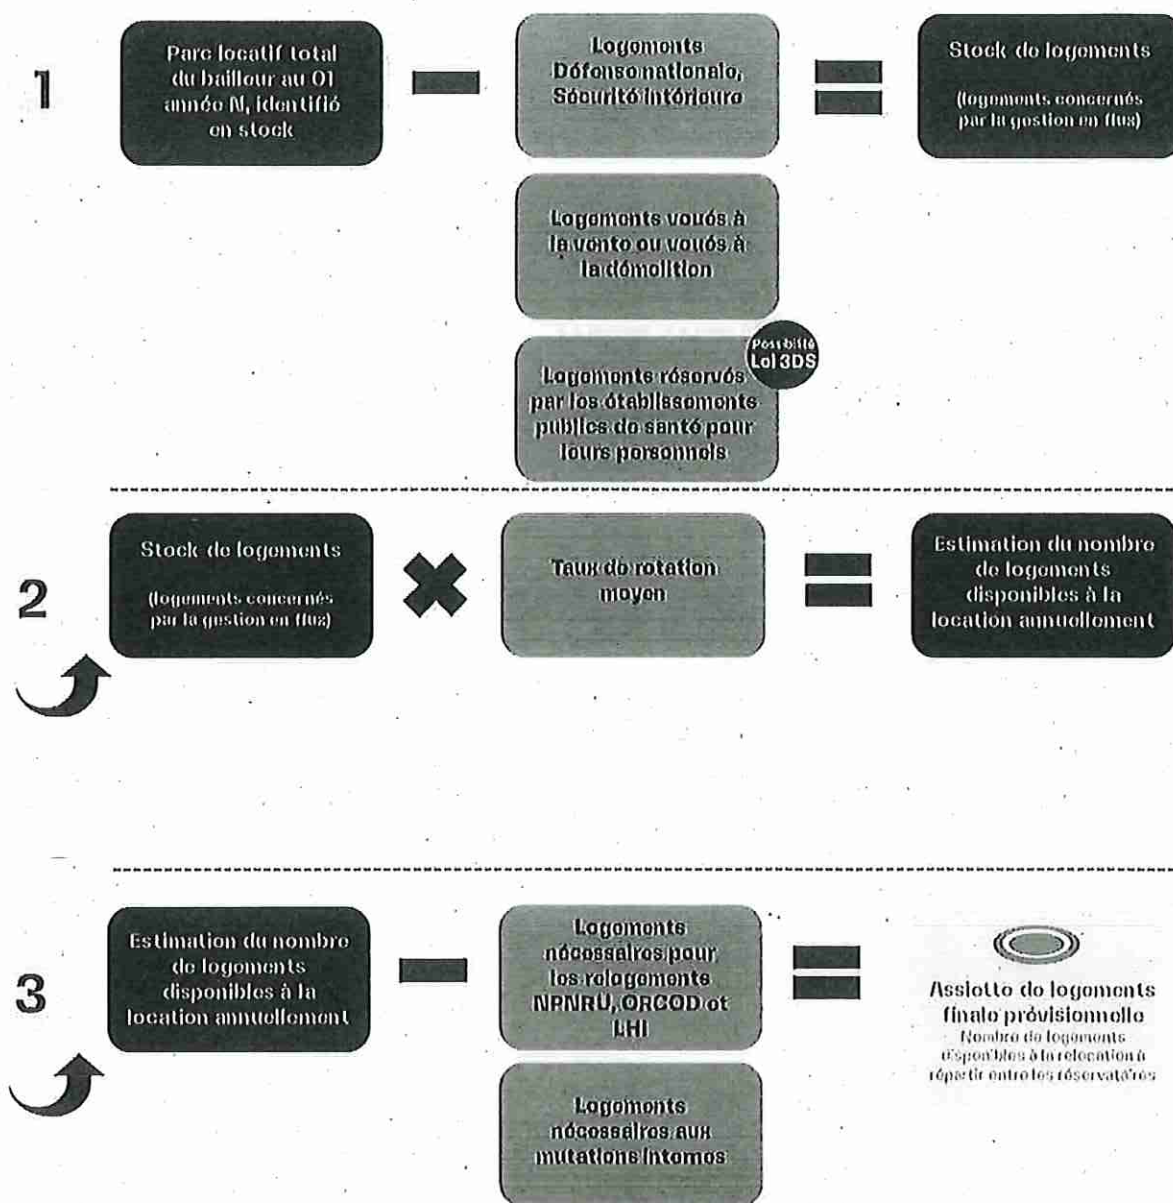 1
Parc locatif total
du bailleur au 01
année N, identifié
en stock
Logements
Défense nationale,
Sécurité intérieure
Stock de logements
(logements concernés
par la gestion en flux)
Logements voués à
la vente ou voués à
la démolition
Possibilité
Loi 3DS
Logements réservés
par les établissements
publics de santé pour
leurs personnels
2
Stock de logements
(logements concernés
par la gestion en flux)
Taux de rotation
moyen
Estimation du nombre
de logements
disponibles à la
location annuellement
3
Estimation du nombre
de logements
disponibles à la
location annuellement
Logements
nécessaires pour
les relogements
NPNRU, ORCOD et
LHI
Assiette de logements
finale prévisionnelle
Nombre de logements
disponibles à la relocation à
répartir entre les réservataires
Logements
nécessaires aux
mutations internes